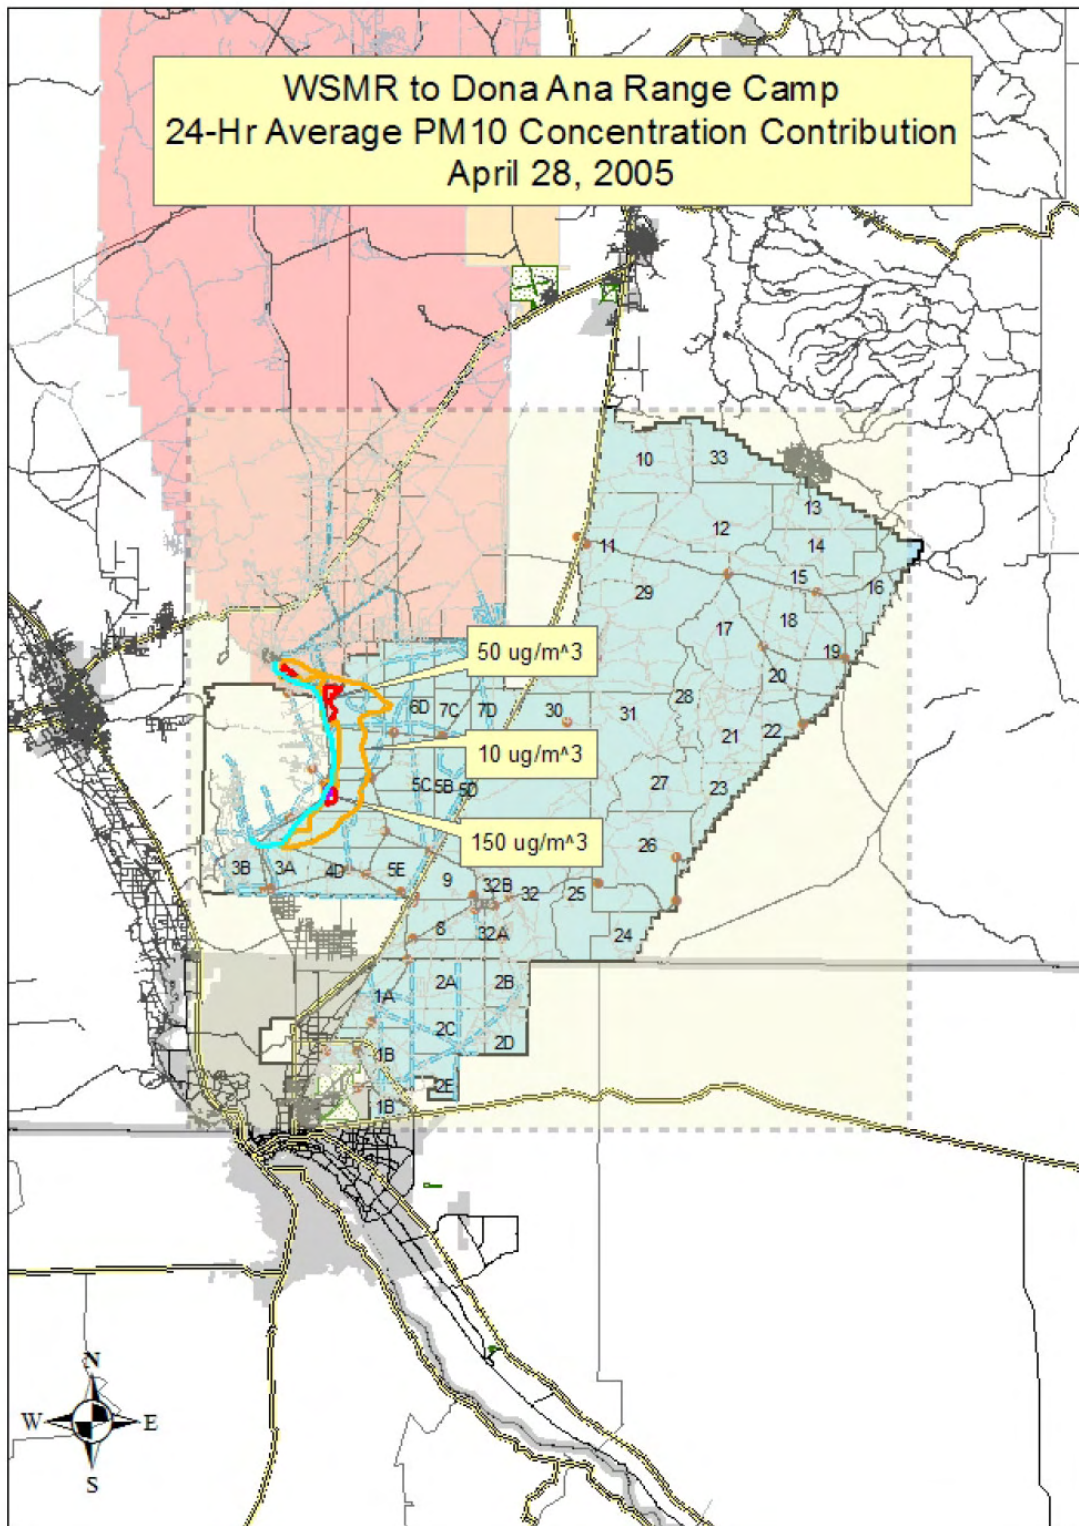 WSMR to Dona Ana Range Camp
24-Hr Average PM10 Concentration Contribution
April 28, 2005
10
33
13
12
11
14
15
16
29
17
18
19
50 ug/m^3
20
28
6D
7C
7D
30
31
21
22
10 ug/m^3
5C
5B
5D
27
23
150 ug/m^3
26
3B
3A
4D
5E
9
32B
32
25
8
32A
24
2A
2B
1A
2C
2D
1B
2E
1B
N
W
E
S